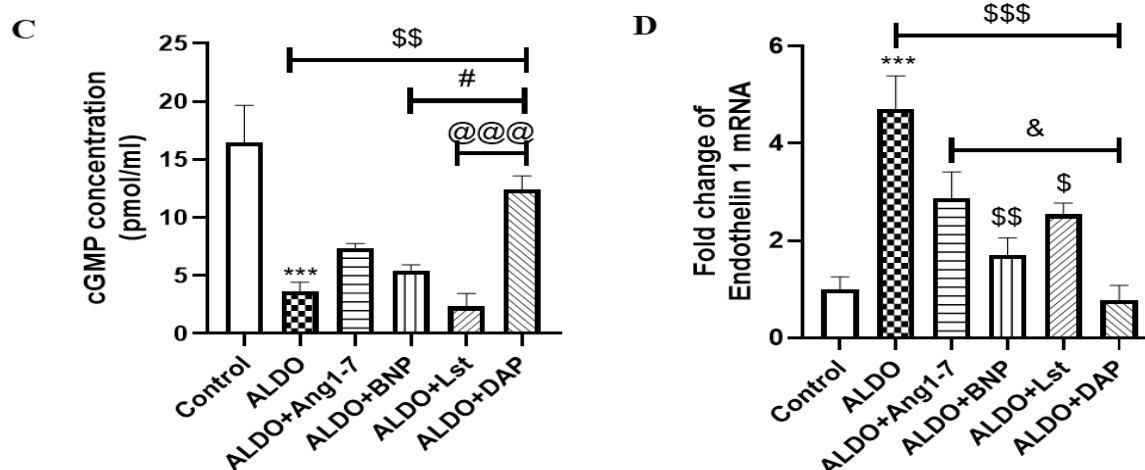 C
cGMP concentration
(pmol/ml)
25
20
15
10
5
0
$$
#
@@@
***
Control
ALDO
ALDO+Ang1-7
ALDO+BNP
ALDO+Lst
ALDO+DAP
D
Fold change of
Endothelin 1 mRNA
6
4
2
0
$$$
***
&
$$
$
Control
ALDO
ALDO+Ang1-7
ALDO+BNP
ALDO+Lst
ALDO+DAP